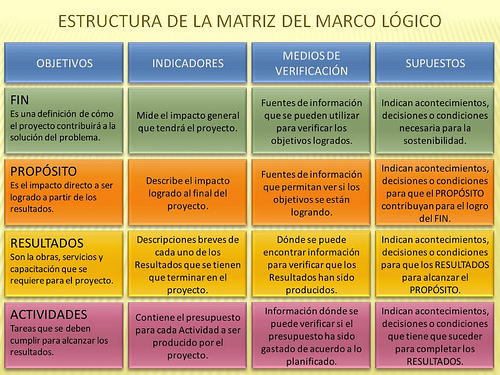 ESTRUCTURA DE LA MATRIZ DEL MARCO LÓGICO
OBJETIVOS
INDICADORES
MEDIOS DE
VERIFICACIÓN
SUPUESTOS
FIN
Es una definición de cómo
el proyecto contribuirá a la
solución del problema.
Mide el impacto general
que tendrá el proyecto.
Fuentes de información
que se pueden utilizar
para verificar los
objetivos logrados.
Indican acontecimientos,
decisiones o condiciones
necesaria para la
sostenibilidad.
PROPÓSITO
Es el impacto directo a ser
logrado a partir de los
resultados.
Describe el impacto
logrado al final del
proyecto.
Fuentes de información
que permitan ver si los
objetivos se están
logrando.
Indican acontecimientos,
decisiones o condiciones
para que el PROPÓSITO
contribuyan para el logro
del FIN.
RESULTADOS
Son la obras, servicios y
capacitación que se
requiere para el proyecto.
Descripciones breves de
cada uno de los
Resultados que se tienen
que terminar en el
proyecto.
Dónde se puede
encontrar información
para verificar que los
Resultados han sido
producidos.
Indican acontecimientos,
decisiones o condiciones
para que los RESULTADOS
para alcanzar el
PROPÓSITO.
ACTIVIDADES
Tareas que se deben
cumplir para alcanzar los
resultados.
Contiene el presupuesto
para cada Actividad a ser
producido por el
proyecto.
Información dónde se
puede verificar si el
presupuesto ha sido
gastado de acuerdo a lo
planificado.
Indican acontecimientos,
decisiones o condiciones
que tiene que suceder
para completar los
RESULTADOS.